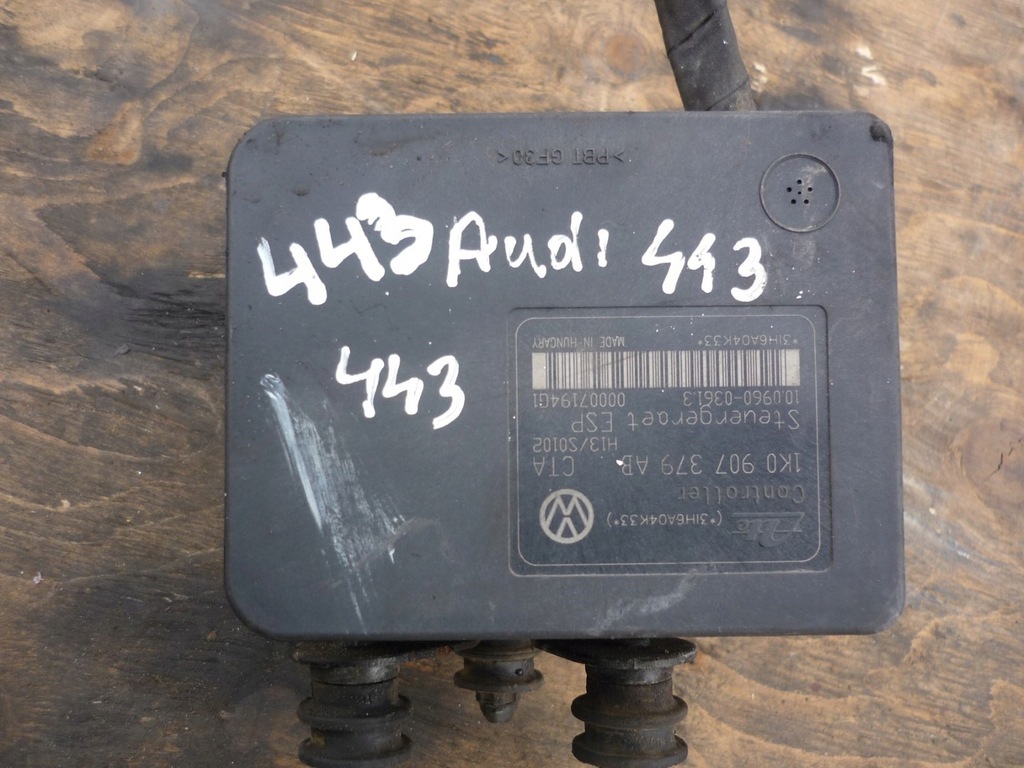 >PBT GF30<
443 Audi 443
443
Ate (*3IH6A04K33*)
Controller
1K0 907 379 AB CTA
H13/S0102
Steuergeraet ESP
10.0960-0361.3 00007194G1
*3IH6A04K33* MADE IN HUNGARY